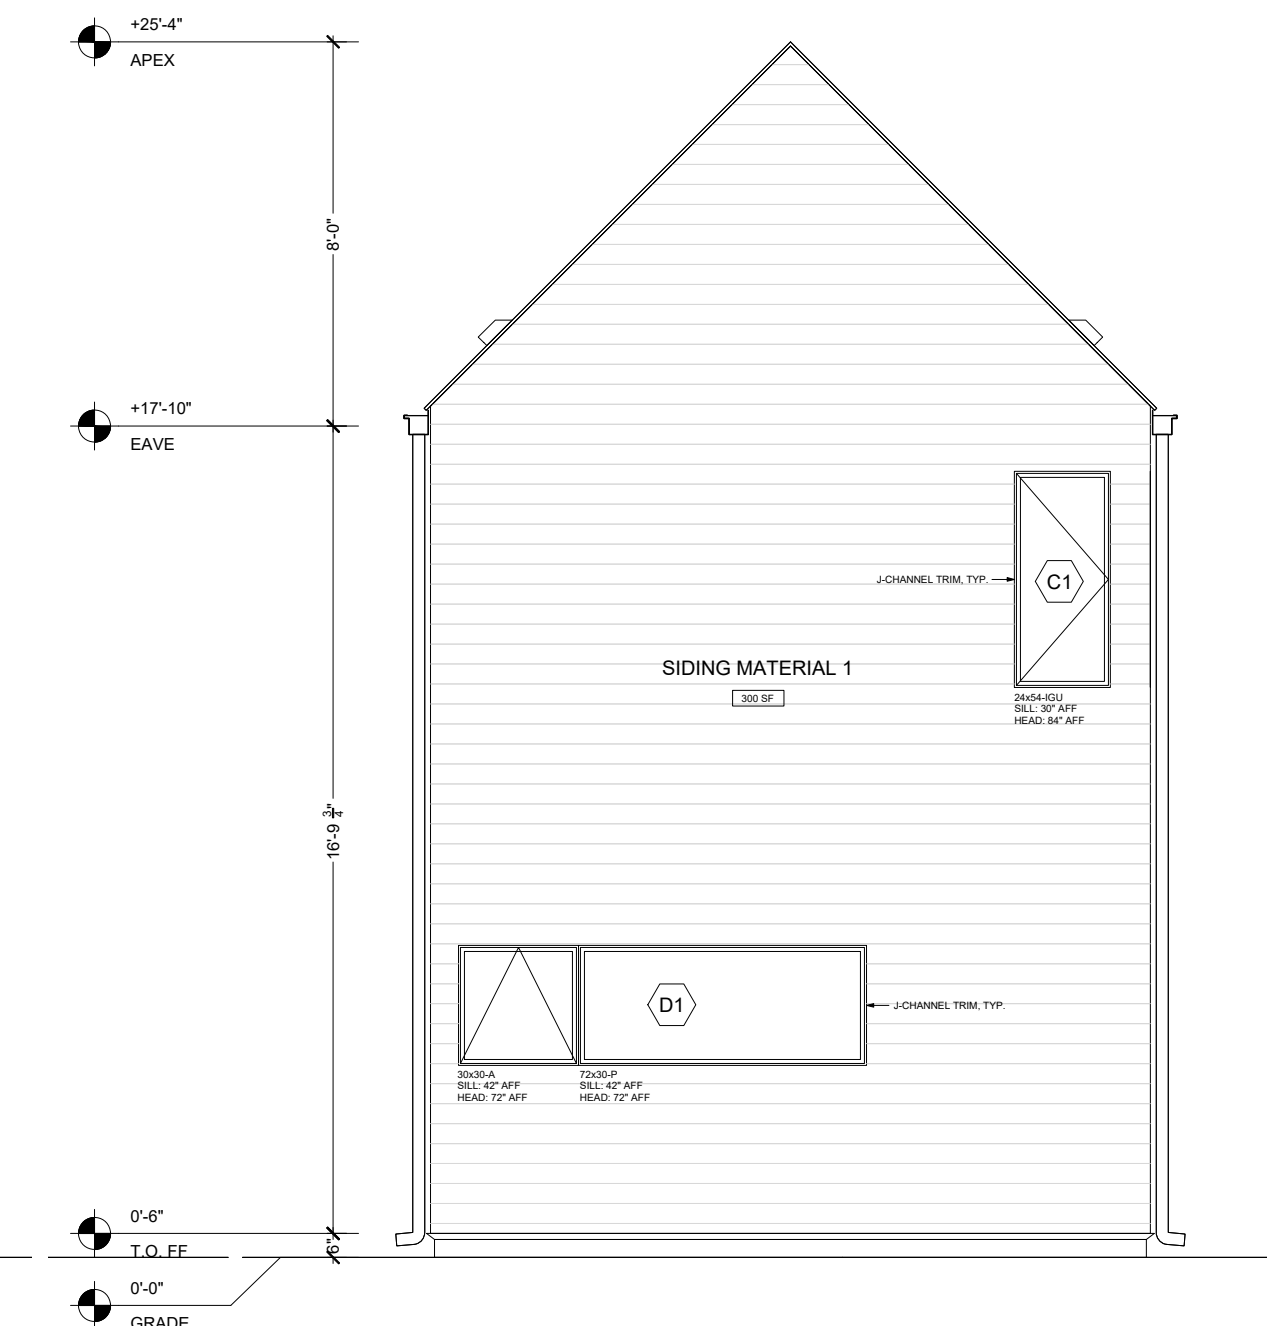 +25'-4"
APEX
8'-0"
+17'-10"
EAVE
J-CHANNEL TRIM, TYP.
C1
SIDING MATERIAL 1
300 SF
24x54-IGU
SILL: 30" AFF
HEAD: 84" AFF
16'-9 3/4"
D1
J-CHANNEL TRIM, TYP.
30x30-A
SILL: 42" AFF
HEAD: 72" AFF
72x30-P
SILL: 42" AFF
HEAD: 72" AFF
0'-6"
T.O. FF
6"
0'-0"
GRADE